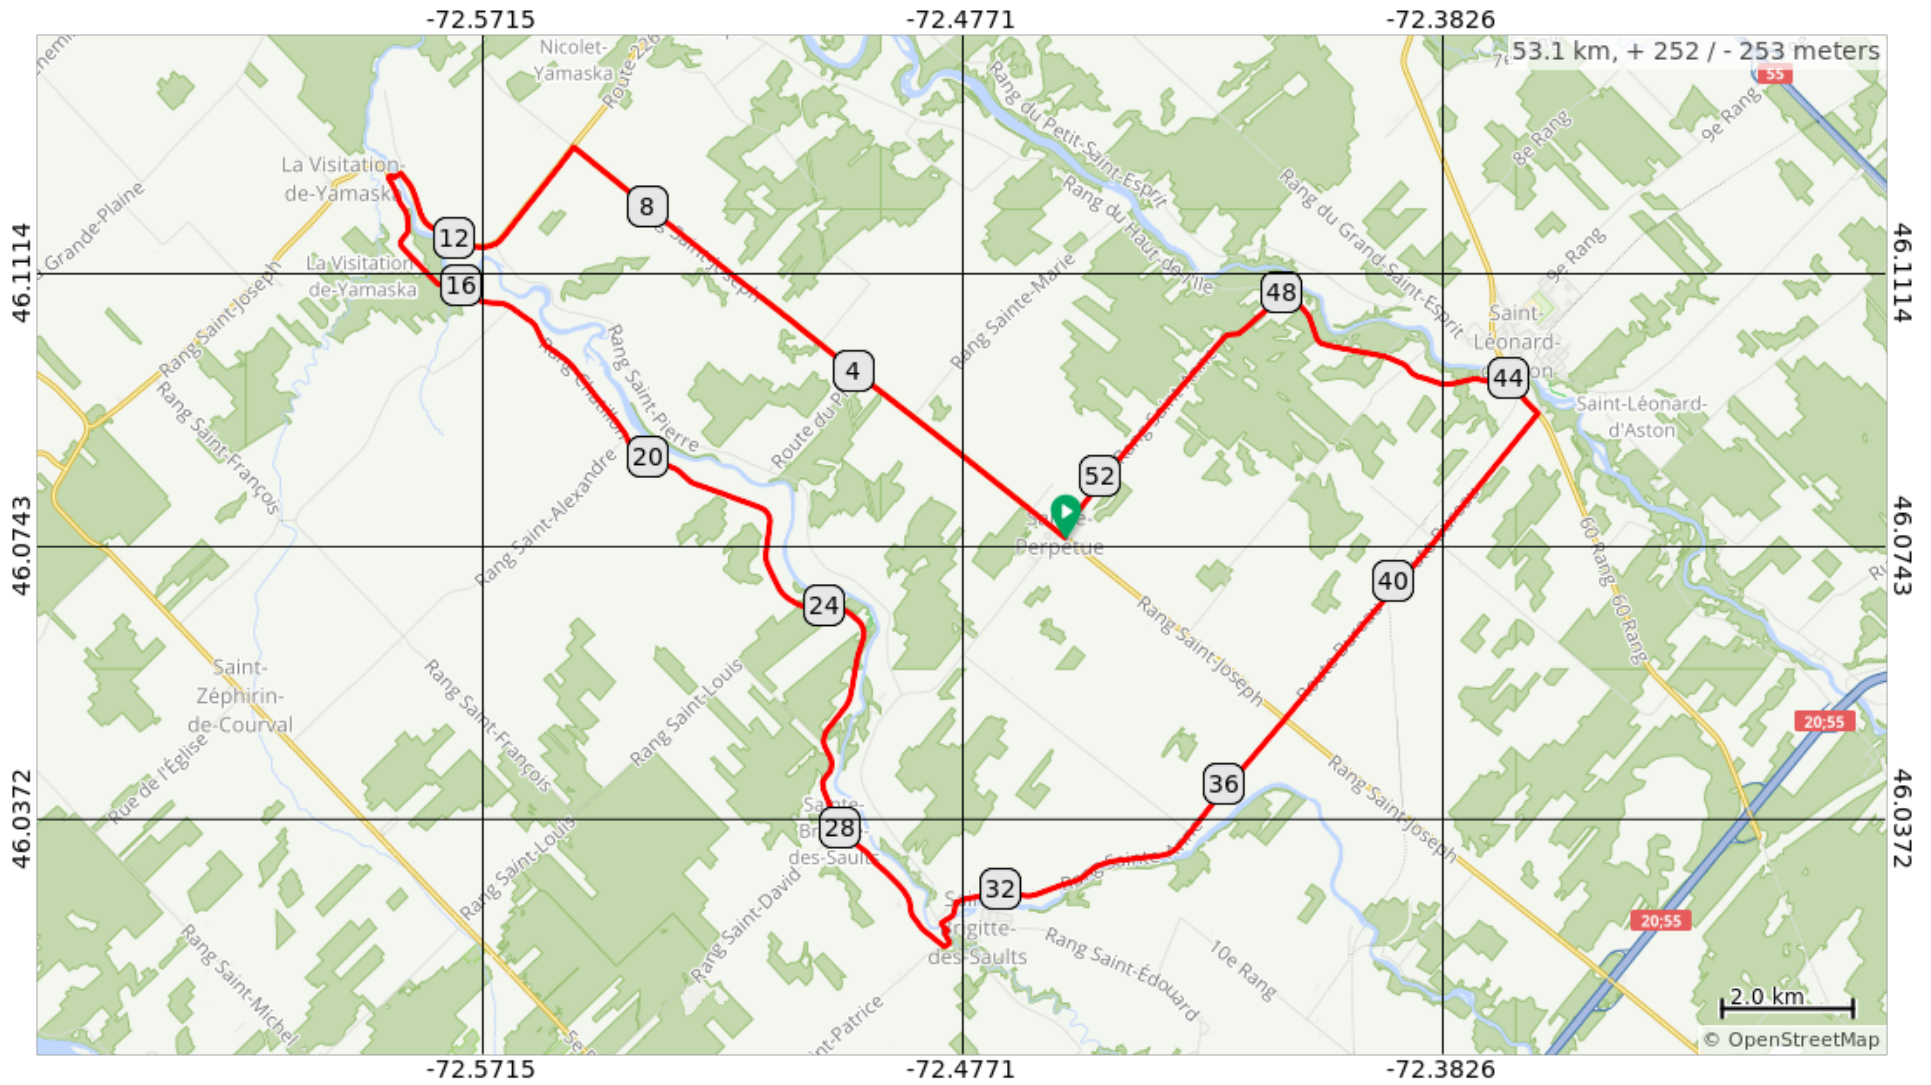 -72.5715
-72.4771
-72.3826
53.1 km, + 252 / - 253 meters
Nicolet-
Yamaska
Route 226
55
9e Rang
8e Rang
Rang du Petit-Saint-Esprit
Rang du Haut-de-l'Ile
Rang du Grand-Saint-Esprit
9e Rang
La Visitation-
de-Yamaska
Grande-Plaine
8
12
46.1114
46.1114
La Visitation-
de-Yamaska
16
Rang Saint-Joseph
Rang Sainte-Marie
48
Saint-
Léonard-
44
Saint-Léonard-
d'Aston
Rang Saint-Joseph
Rang Saint-Pierre
4
Rang Saint-François
Rang Saint-Alexandre
20
52
46.0743
46.0743
Perpétue
60 Rang
60 Rang
40
24
Rang Saint-Joseph
Saint-
Zéphirin-
de-Courval
Rang Saint-François
Rang Saint-Louis
20;55
Rue de l'Église
36
Rang Saint-Joseph
46.0372
46.0372
28
des-Saults
Rang Saint-Louis
Rang Saint-David
32
des-Saults
Rang Saint-Édouard
10e Rang
20;55
Rang Saint-Michel
2.0 km
© OpenStreetMap
-72.5715
-72.4771
-72.3826